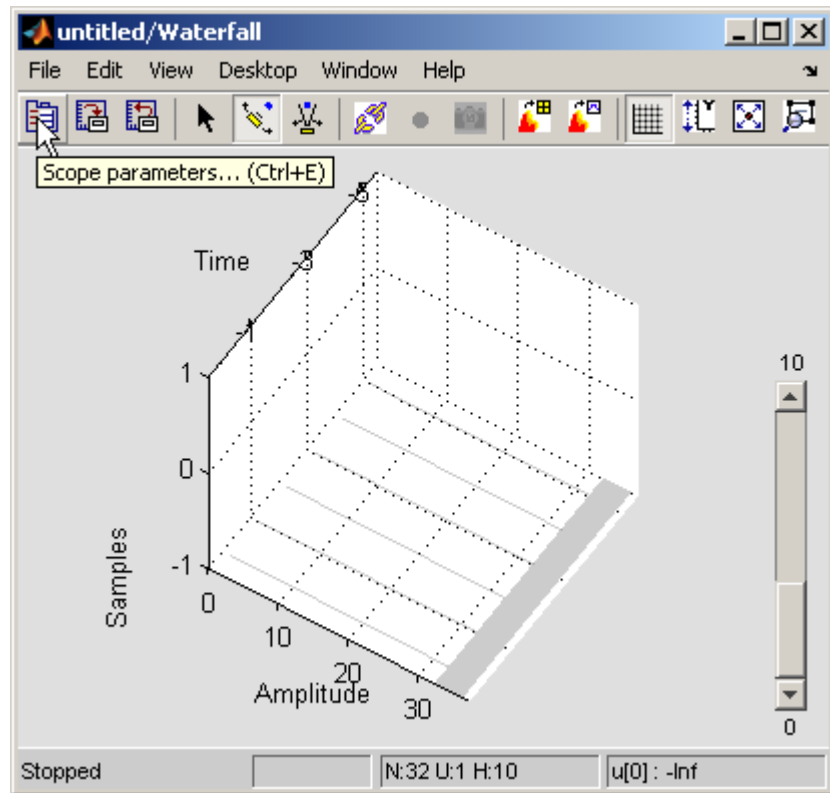 untitled/Waterfall
File Edit View Desktop Window Help
Scope parameters... (Ctrl+E)
Time
-5
-3
-1
1
0
-1
Samples
0
10
20
30
Amplitude
10
0
Stopped
N:32 U:1 H:10
u[0] : -Inf